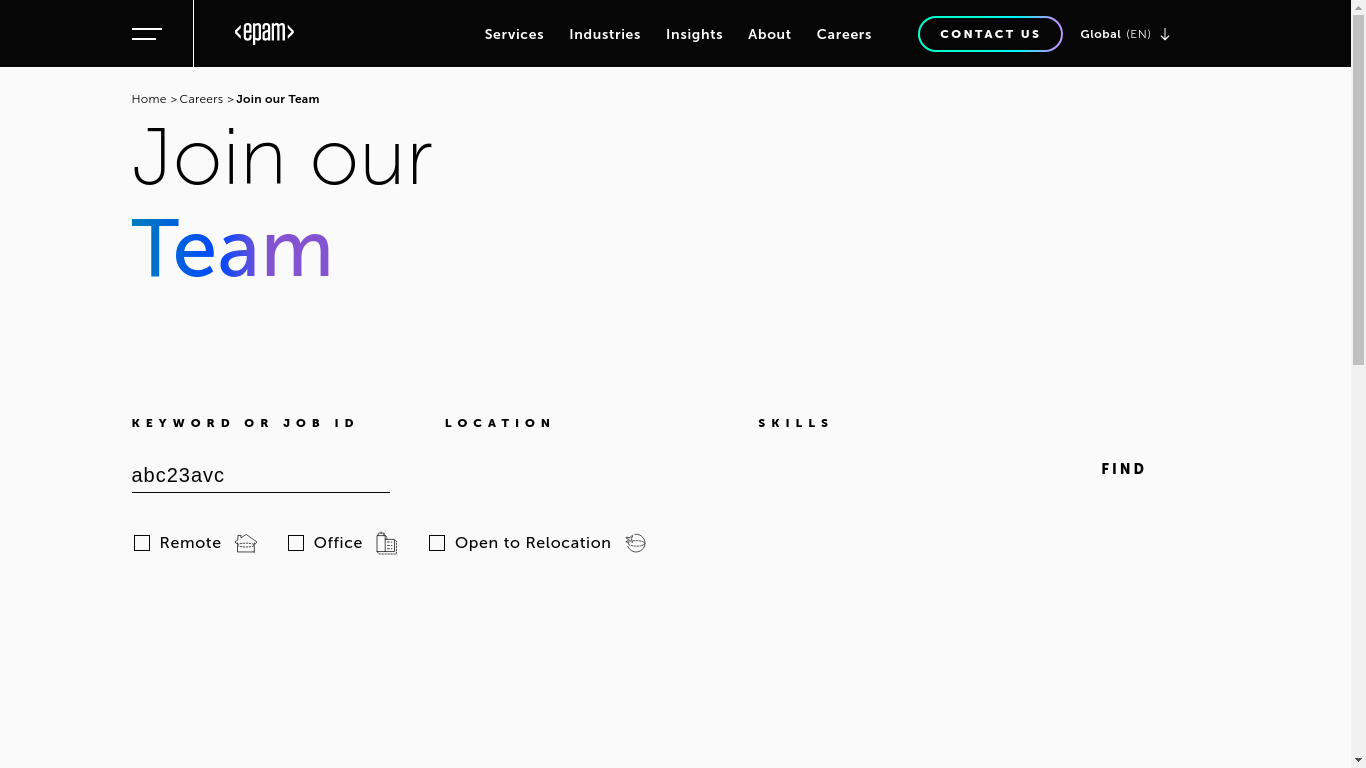 <epam>
Services Industries Insights About Careers CONTACT US Global (EN)
Home > Careers > Join our Team
Join our
Team
KEYWORD OR JOB ID LOCATION SKILLS
abc23avc FIND
Remote Office Open to Relocation